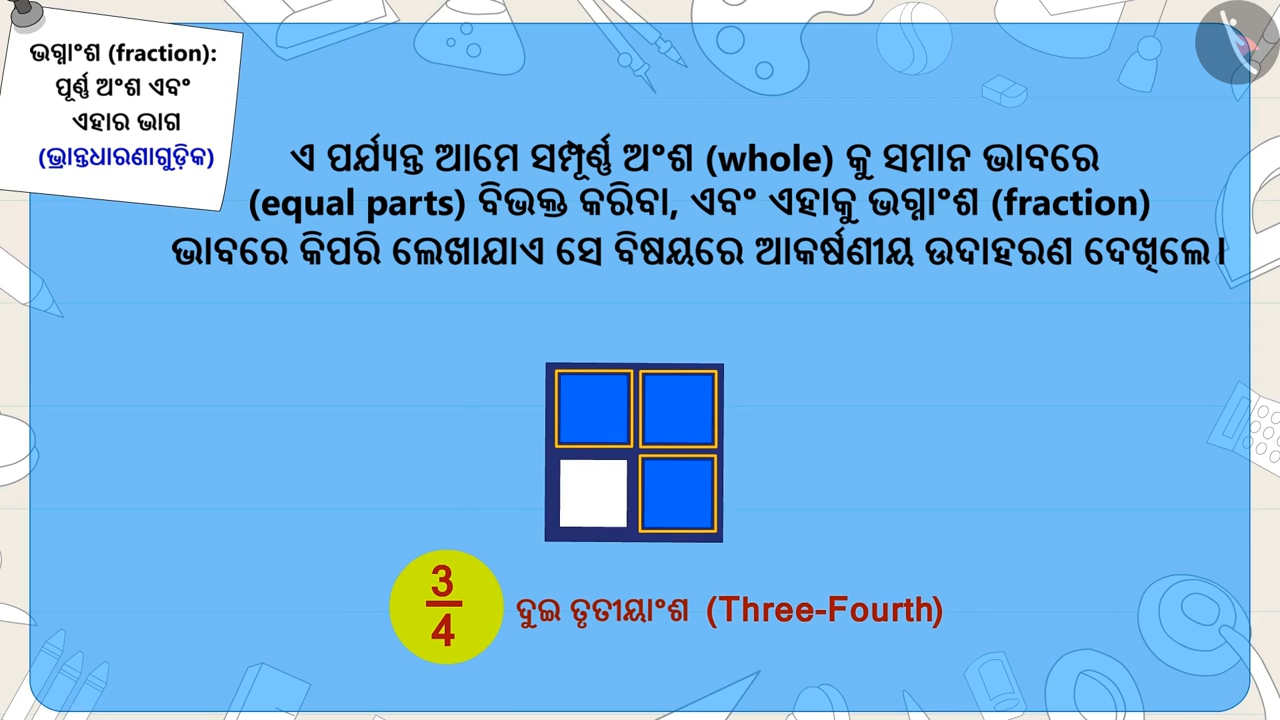 ଭଗ୍ନାଂଶ (fraction):
ପୂର୍ଣ୍ଣ ଅଂଶ ଏବଂ
ଏହାର ଭାଗ
(ଭ୍ରାନ୍ତଧାରଣାଗୁଡ଼ିକ)
ଏ ପର୍ଯ୍ୟନ୍ତ ଆମେ ସମ୍ପୂର୍ଣ୍ଣ ଅଂଶ (whole) କୁ ସମାନ ଭାବରେ
(equal parts) ବିଭକ୍ତ କରିବା, ଏବଂ ଏହାକୁ ଭଗ୍ନାଂଶ (fraction)
ଭାବରେ କିପରି ଲେଖାଯାଏ ସେ ବିଷୟରେ ଆକର୍ଷଣୀୟ ଉଦାହରଣ ଦେଖିଲେ।
3
4
ଦୁଇ ତୃତୀୟାଂଶ (Three-Fourth)